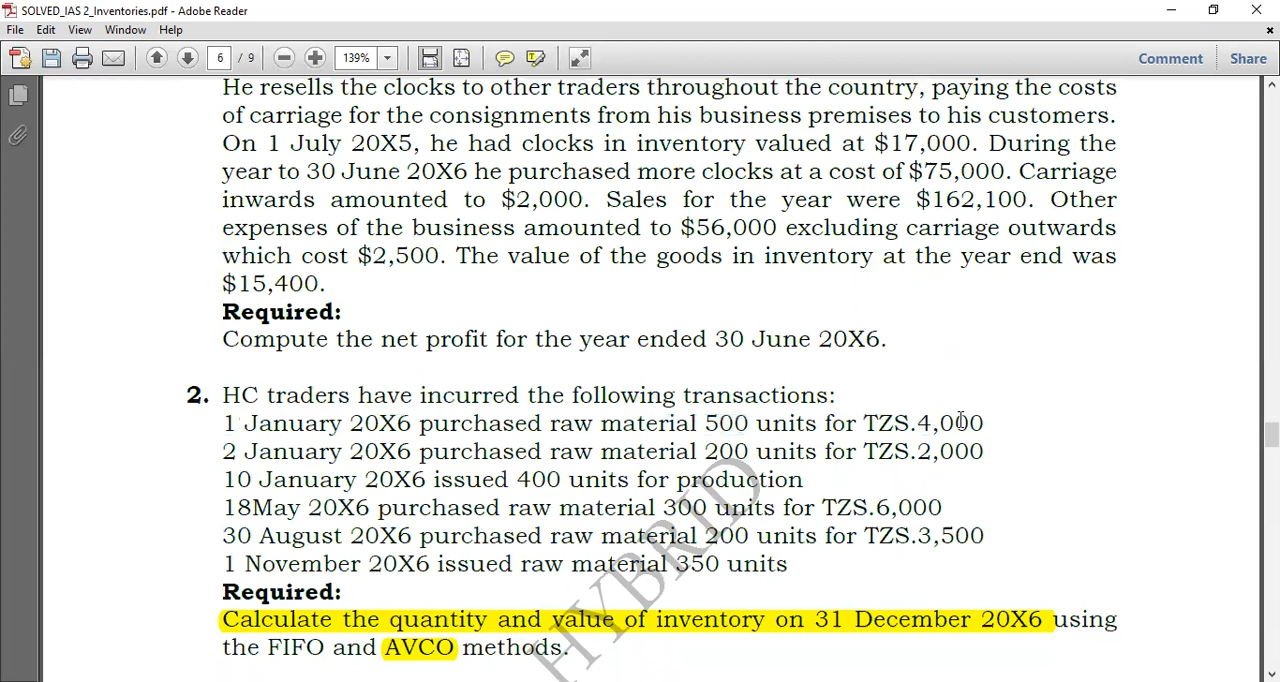 SOLVED_IAS 2_Inventories.pdf - Adobe Reader
File Edit View Window Help
6 / 9 139% Comment Share
He resells the clocks to other traders throughout the country, paying the costs
of carriage for the consignments from his business premises to his customers.
On 1 July 20X5, he had clocks in inventory valued at $17,000. During the
year to 30 June 20X6 he purchased more clocks at a cost of $75,000. Carriage
inwards amounted to $2,000. Sales for the year were $162,100. Other
expenses of the business amounted to $56,000 excluding carriage outwards
which cost $2,500. The value of the goods in inventory at the year end was
$15,400.
Required:
Compute the net profit for the year ended 30 June 20X6.
2. HC traders have incurred the following transactions:
1 January 20X6 purchased raw material 500 units for TZS.4,000
2 January 20X6 purchased raw material 200 units for TZS.2,000
10 January 20X6 issued 400 units for production
18May 20X6 purchased raw material 300 units for TZS.6,000
30 August 20X6 purchased raw material 200 units for TZS.3,500
1 November 20X6 issued raw material 350 units
Required:
Calculate the quantity and value of inventory on 31 December 20X6 using
the FIFO and AVCO methods.
HYBRID